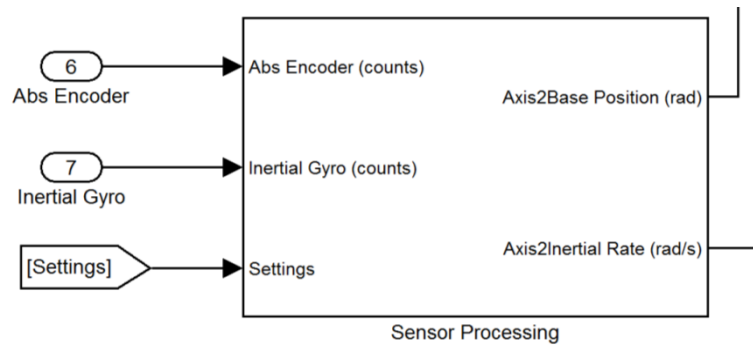 6
Abs Encoder
Abs Encoder (counts)
Axis2Base Position (rad)
7
Inertial Gyro
Inertial Gyro (counts)
[Settings]
Settings
Axis2Inertial Rate (rad/s)
Sensor Processing